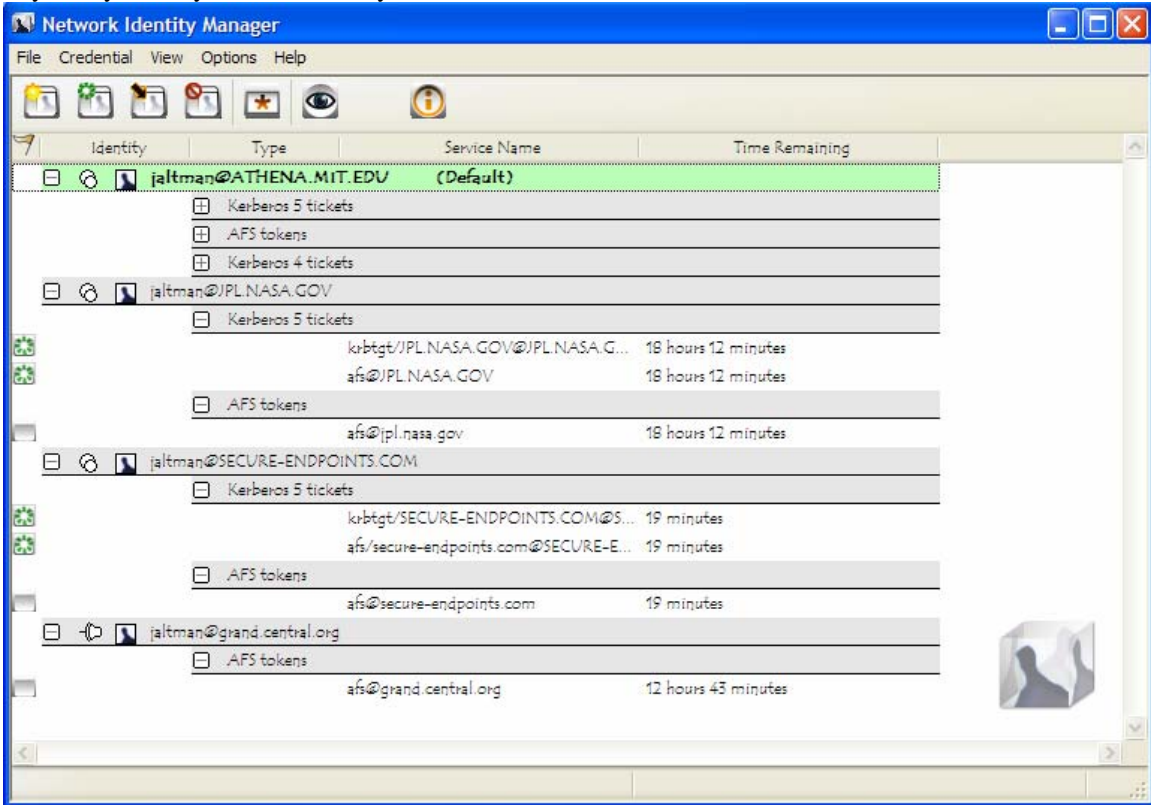 Network Identity Manager
File Credential View Options Help
Identity Type Service Name Time Remaining
jaltman@ATHENA.MIT.EDU (Default)
Kerberos 5 tickets
AFS tokens
Kerberos 4 tickets
jaltman@JPL.NASA.GOV
Kerberos 5 tickets
krbtgt/JPL.NASA.GOV@JPL.NASA.G... 18 hours 12 minutes
afs@JPL.NASA.GOV 18 hours 12 minutes
AFS tokens
afs@jpl.nasa.gov 18 hours 12 minutes
jaltman@SECURE-ENDPOINTS.COM
Kerberos 5 tickets
krbtgt/SECURE-ENDPOINTS.COM@S... 19 minutes
afs/secure-endpoints.com@SECURE-E... 19 minutes
AFS tokens
afs@secure-endpoints.com 19 minutes
jaltman@grand.central.org
AFS tokens
afs@grand.central.org 12 hours 43 minutes